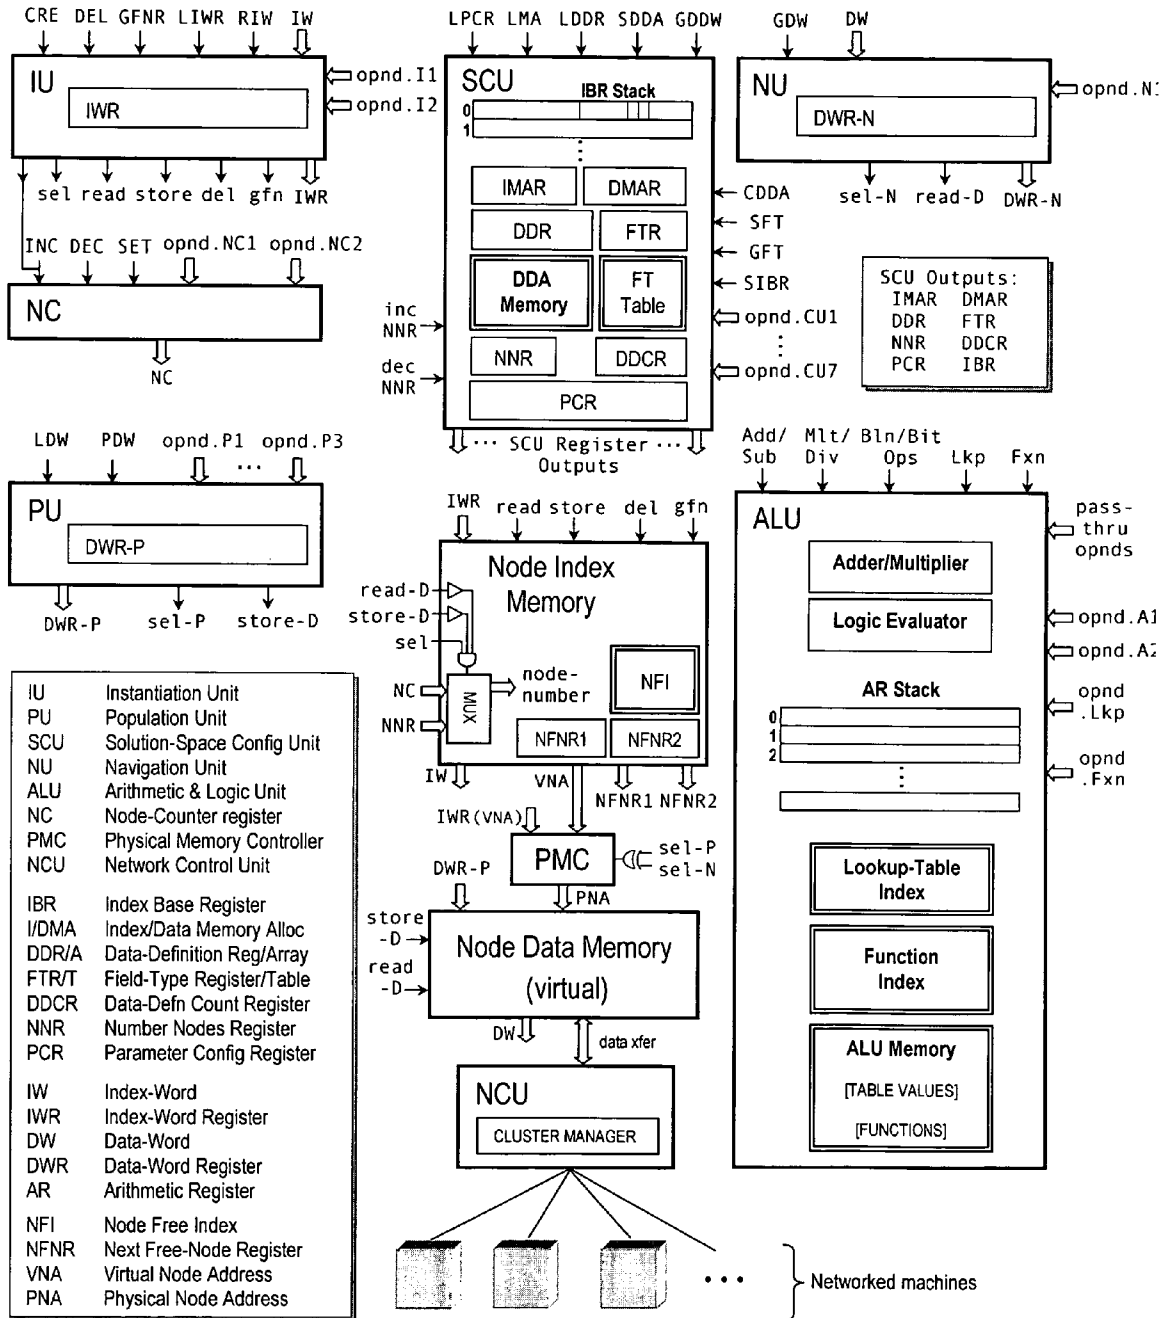 CRE DEL GFNR LIWR RIW IW
IU
IWR
opnd.I1
opnd.I2
sel read store del gfn IWR
INC DEC SET opnd.NC1 opnd.NC2
NC
NC
LPCR LMA LDDR SDDA GDDW
SCU
IBR Stack
0
1
IMAR DMAR
DDR FTR
DDA Memory
FT Table
NNR DDCR
PCR
inc NNR
dec NNR
CDDA
SFT
GFT
SIBR
opnd.CU1
opnd.CU7
... SCU Register ...
Outputs
GDW DW
NU
DWR-N
opnd.N1
sel-N read-D DWR-N
SCU Outputs:
IMAR DMAR
DDR FTR
NNR DDCR
PCR IBR
LDW PDW opnd.P1 ... opnd.P3
PU
DWR-P
DWR-P sel-P store-D
IWR read store del gfn
Node Index
Memory
read-D
store-D
sel
NC
NNR
MUX
node-
number
NFI
NFNR1 NFNR2
IW VNA NFNR1 NFNR2
IWR(VNA)
PMC
sel-P
sel-N
DWR-P
PNA
store
-D
read
-D
Node Data Memory
(virtual)
DW
data xfer
NCU
CLUSTER MANAGER
...
Networked machines
Add/ Mlt/ Bln/Bit
Sub Div Ops Lkp Fxn
ALU
pass-
thru
opnds
Adder/Multiplier
Logic Evaluator
opnd.A1
opnd.A2
AR Stack
0
1
2
opnd
.Lkp
opnd
.Fxn
Lookup-Table
Index
Function
Index
ALU Memory
[TABLE VALUES]
[FUNCTIONS]
IU Instantiation Unit
PU Population Unit
SCU Solution-Space Config Unit
NU Navigation Unit
ALU Arithmetic & Logic Unit
NC Node-Counter register
PMC Physical Memory Controller
NCU Network Control Unit
IBR Index Base Register
I/DMA Index/Data Memory Alloc
DDR/A Data-Definition Reg/Array
FTR/T Field-Type Register/Table
DDCR Data-Defn Count Register
NNR Number Nodes Register
PCR Parameter Config Register
IW Index-Word
IWR Index-Word Register
DW Data-Word
DWR Data-Word Register
AR Arithmetic Register
NFI Node Free Index
NFNR Next Free-Node Register
VNA Virtual Node Address
PNA Physical Node Address